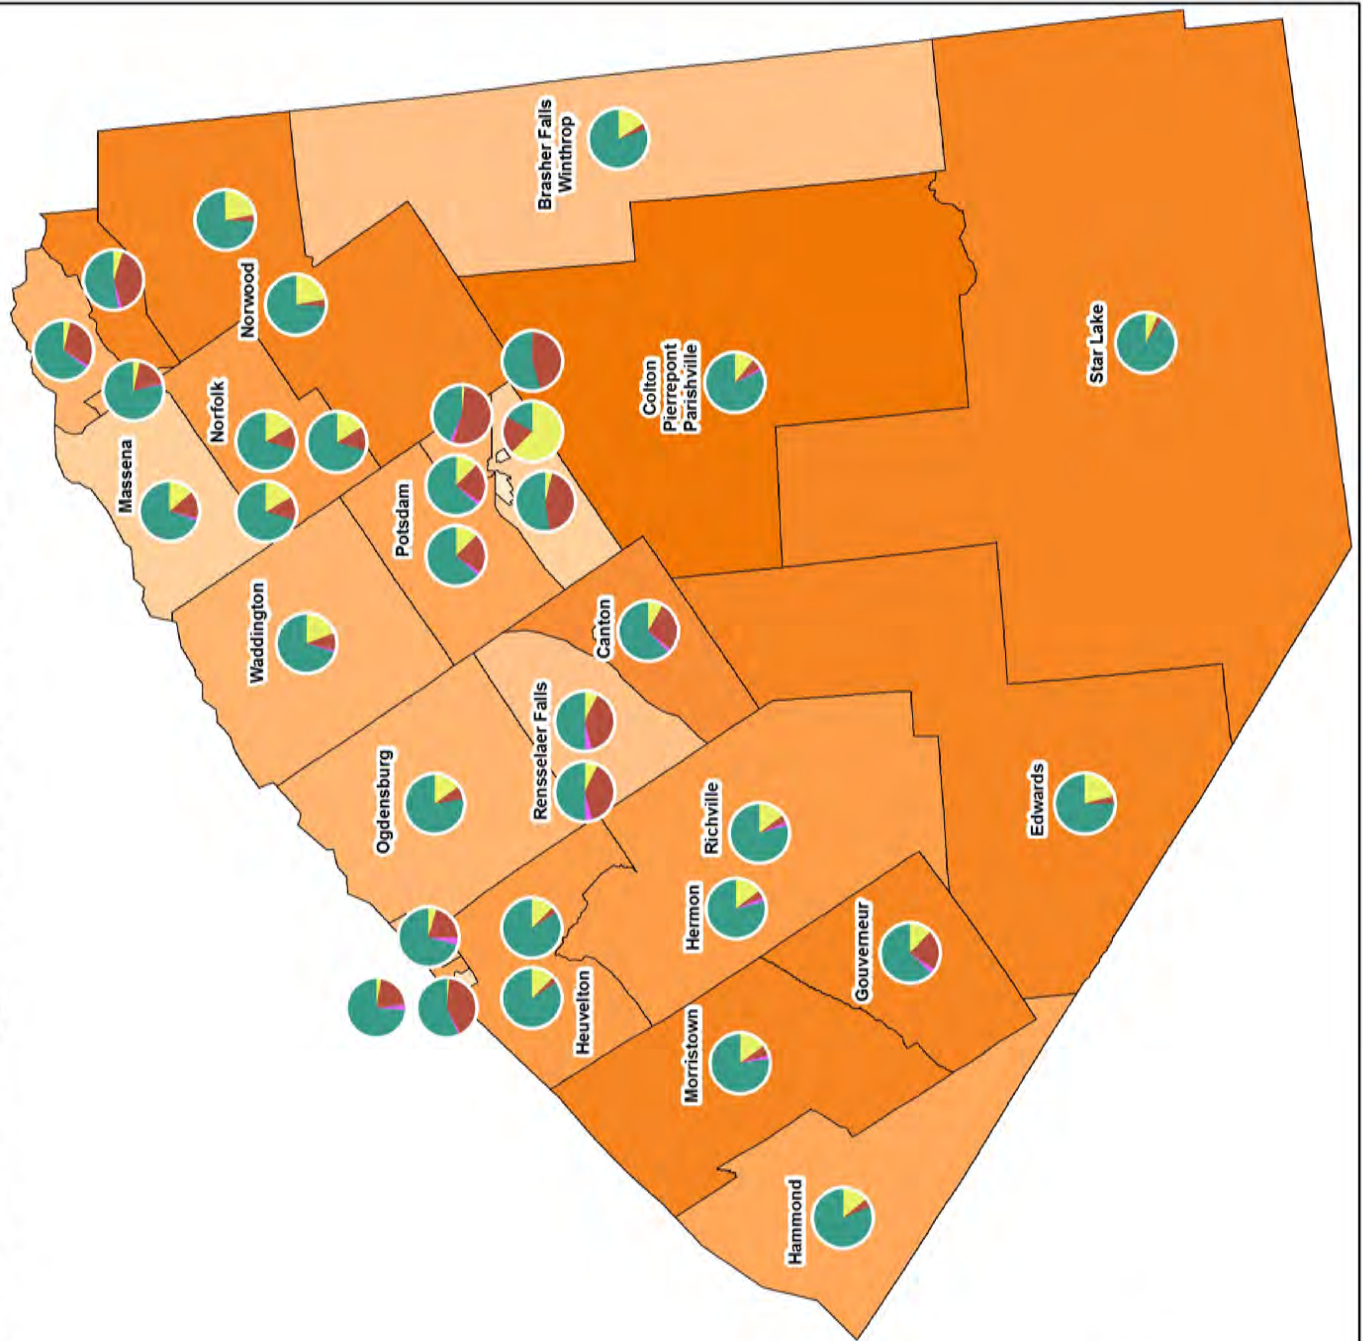 Brasher Falls
Winthrop
Norwood
Star Lake
Colton
Pierrepont
Parishville
Norfolk
Massena
Potsdam
Waddington
Canton
Rensselaer Falls
Ogdensburg
Richville
Edwards
Hermon
Gouverneur
Heuvelton
Morristown
Hammond